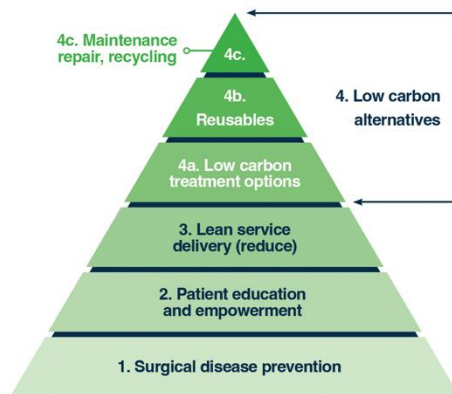 4c. Maintenance
repair, recycling
4c.
4b.
Reusables
4. Low carbon
alternatives
4a. Low carbon
treatment options
3. Lean service
delivery (reduce)
2. Patient education
and empowerment
1. Surgical disease prevention